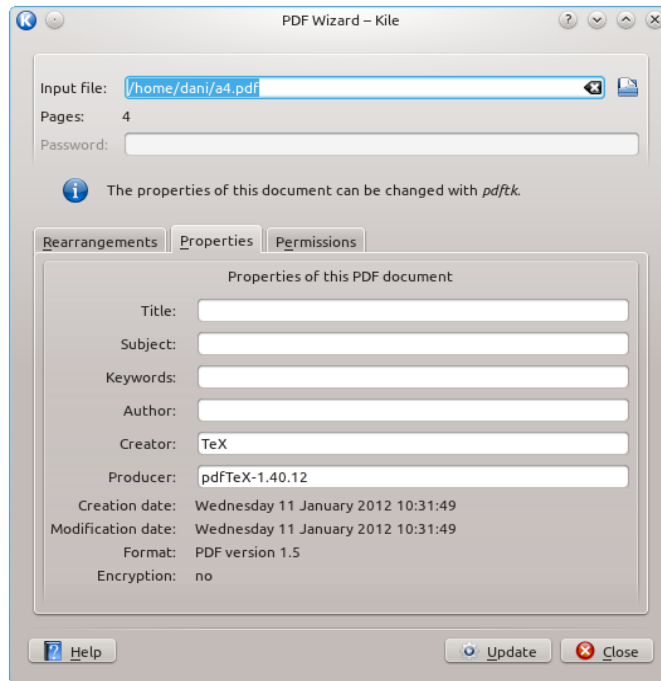 PDF Wizard – Kile
Input file: /home/dani/a4.pdf
Pages: 4
Password:
The properties of this document can be changed with pdftk.
Rearrangements Properties Permissions
Properties of this PDF document
Title:
Subject:
Keywords:
Author:
Creator: TeX
Producer: pdfTeX-1.40.12
Creation date: Wednesday 11 January 2012 10:31:49
Modification date: Wednesday 11 January 2012 10:31:49
Format: PDF version 1.5
Encryption: no
Help Update Close